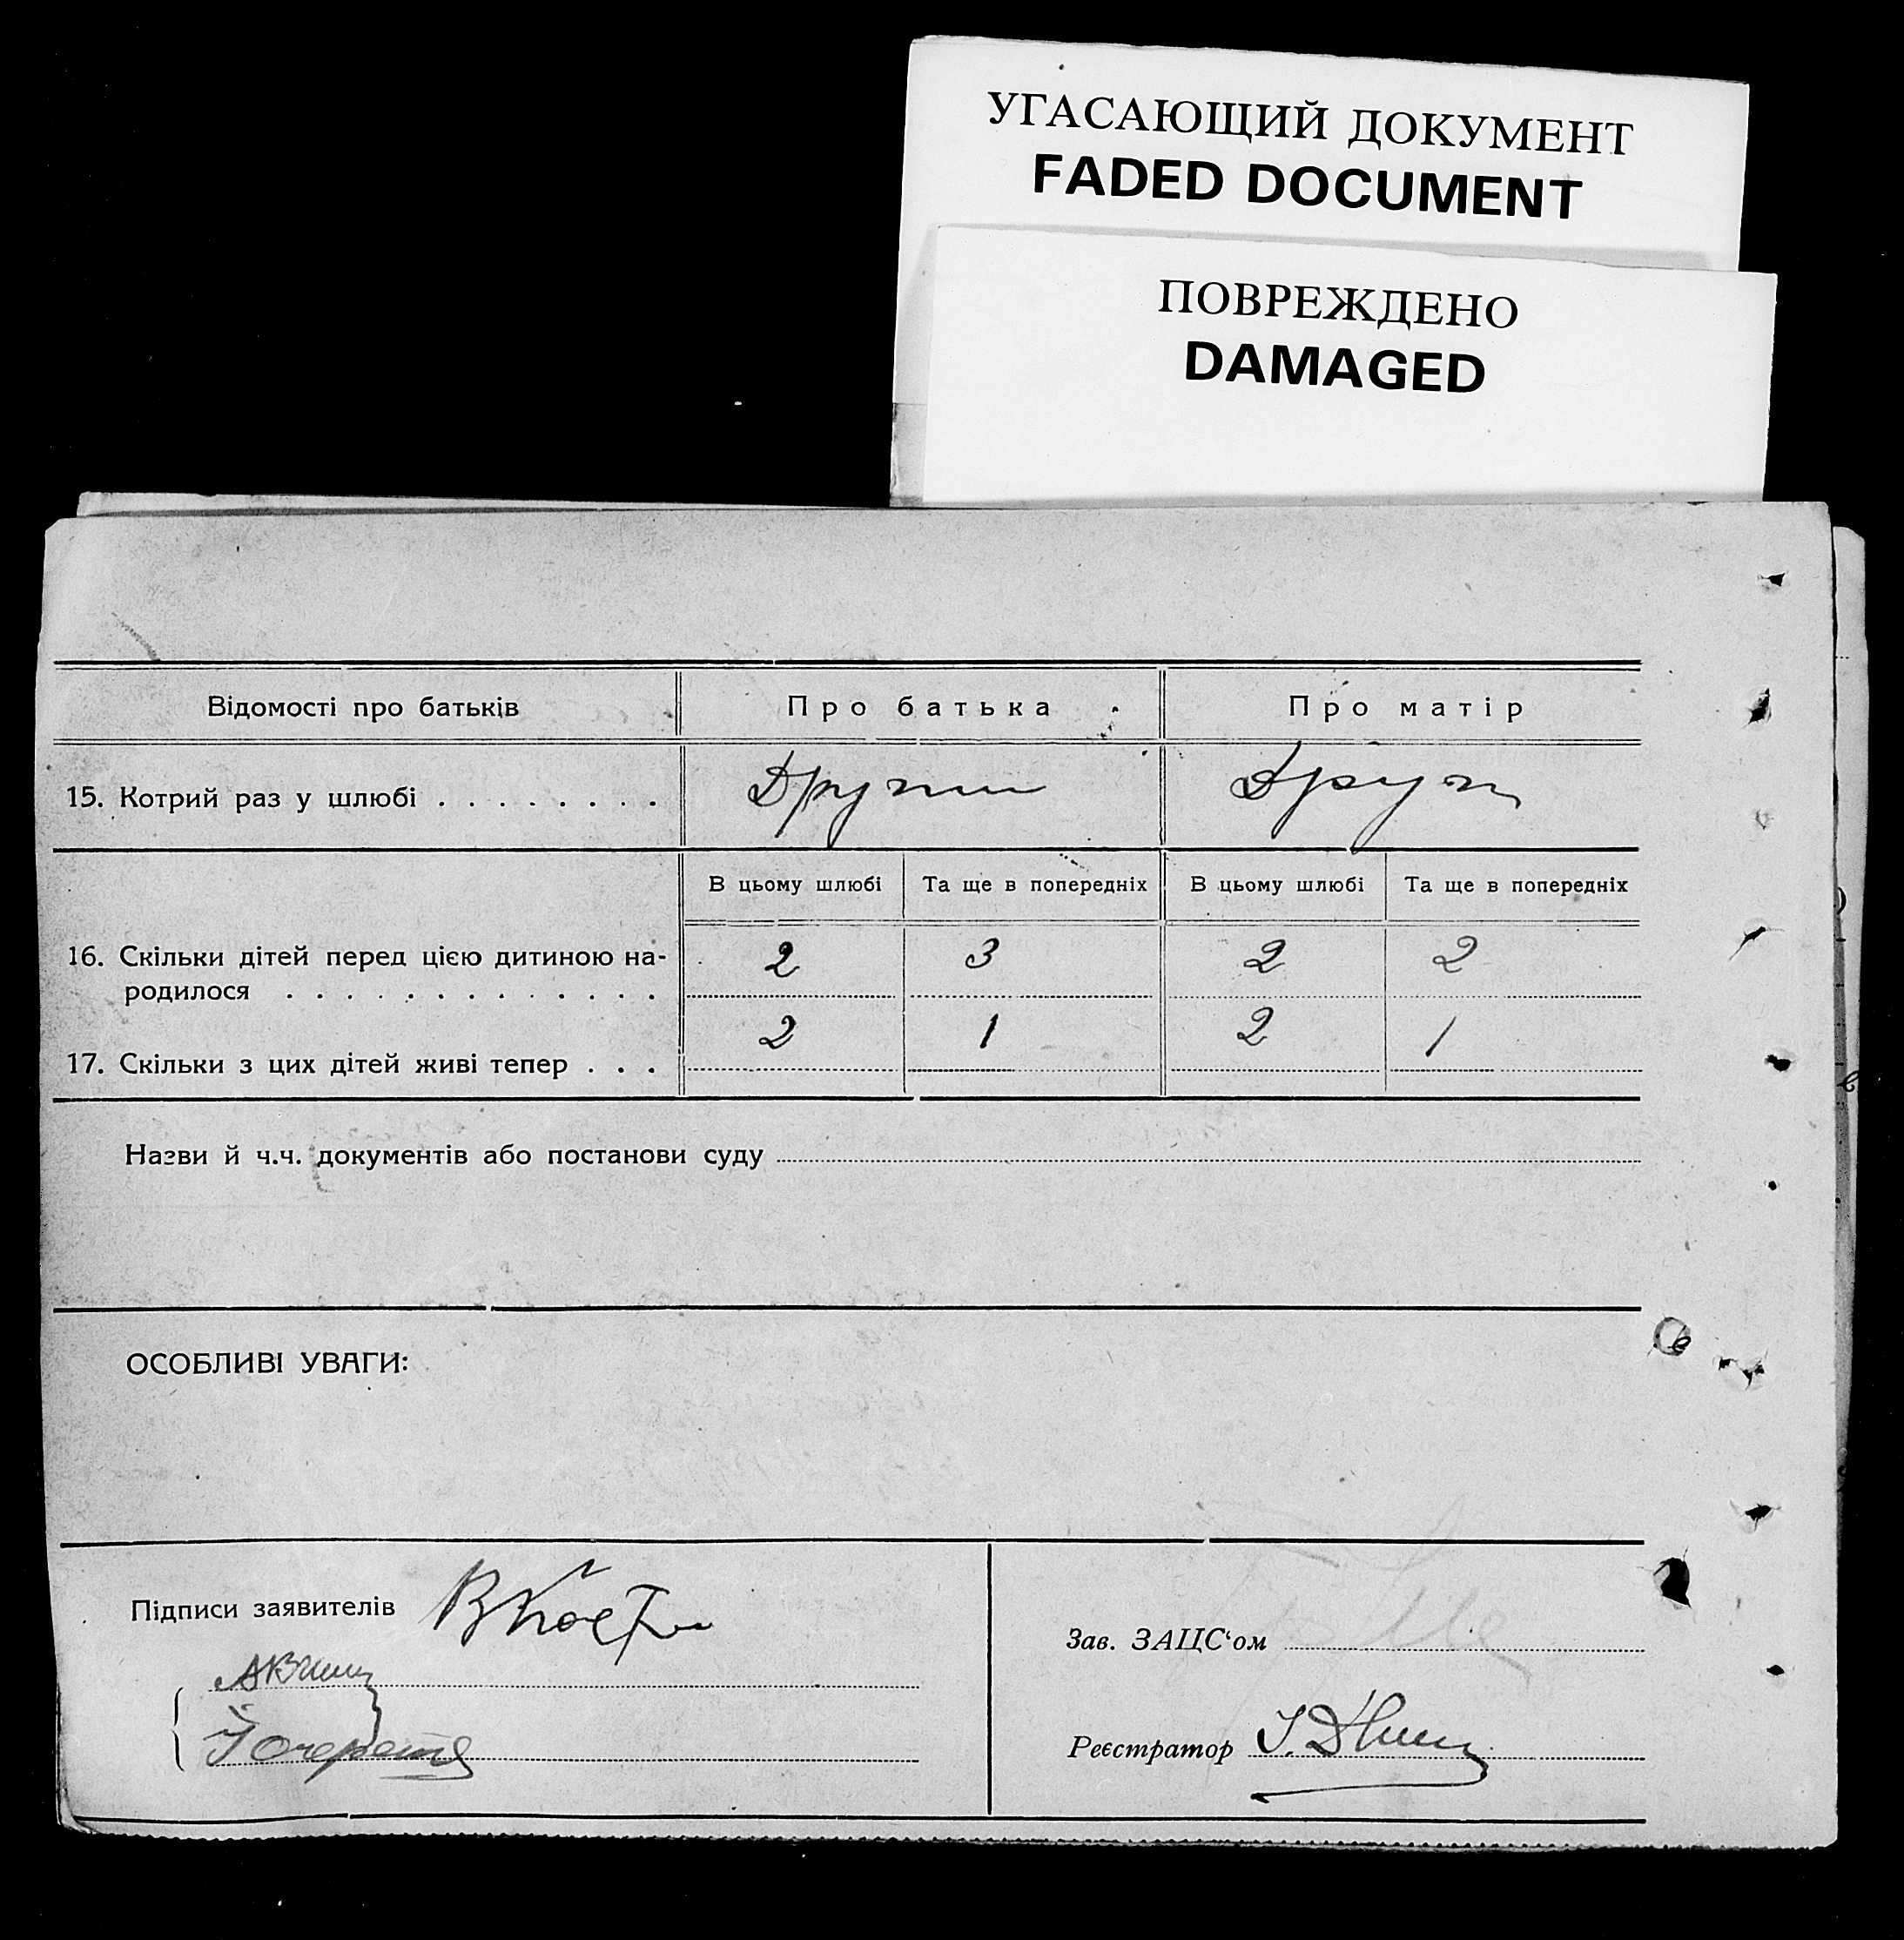 УГАСАЮЩИЙ ДОКУМЕНТ
FADED DOCUMENT
ПОВРЕЖДЕНО
DAMAGED
Відомості про батьків Про батька Про матір
15. Котрий раз у шлюбі . . . . . . . .
В цьому шлюбі Та ще в попередніх В цьому шлюбі Та ще в попередніх
16. Скільки дітей перед цією дитиною на- 2 3 2 2
родилося . . . . . . . . . . . . .
17. Скільки з цих дітей живі тепер . . . 2 1 2 1
Назви й ч.ч. документів або постанови суду
ОСОБЛИВІ УВАГИ:
Підписи заявителів
Зав. ЗАЦС‘ом
Реєстратор